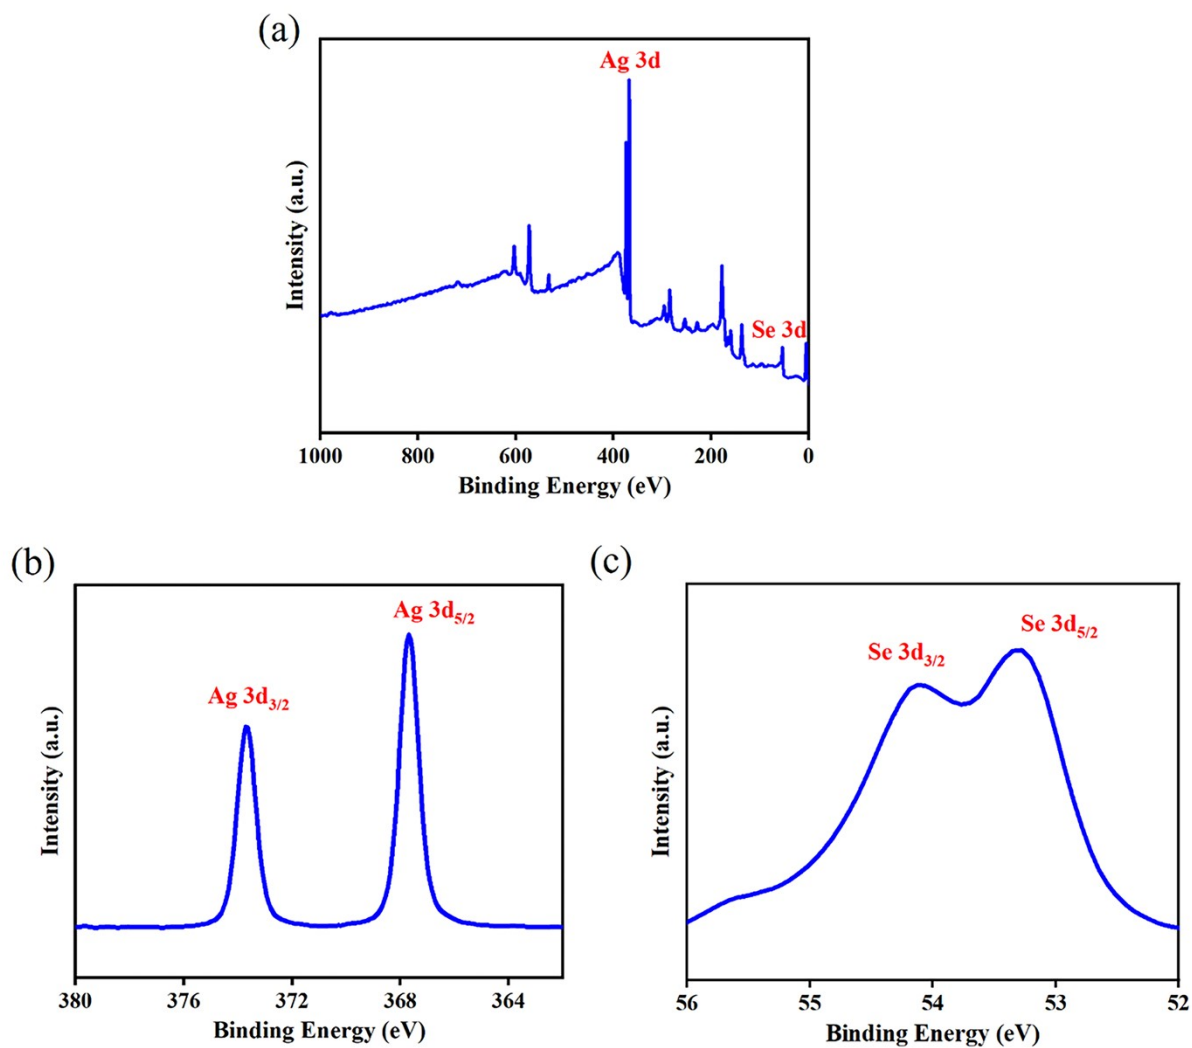 (a)
Ag 3d
Se 3d
Intensity (a.u.)
1000 800 600 400 200 0
Binding Energy (eV)
(b)
Ag 3d5/2
Ag 3d3/2
Intensity (a.u.)
380 376 372 368 364
Binding Energy (eV)
(c)
Se 3d5/2
Se 3d3/2
Intensity (a.u.)
56 55 54 53 52
Binding Energy (eV)